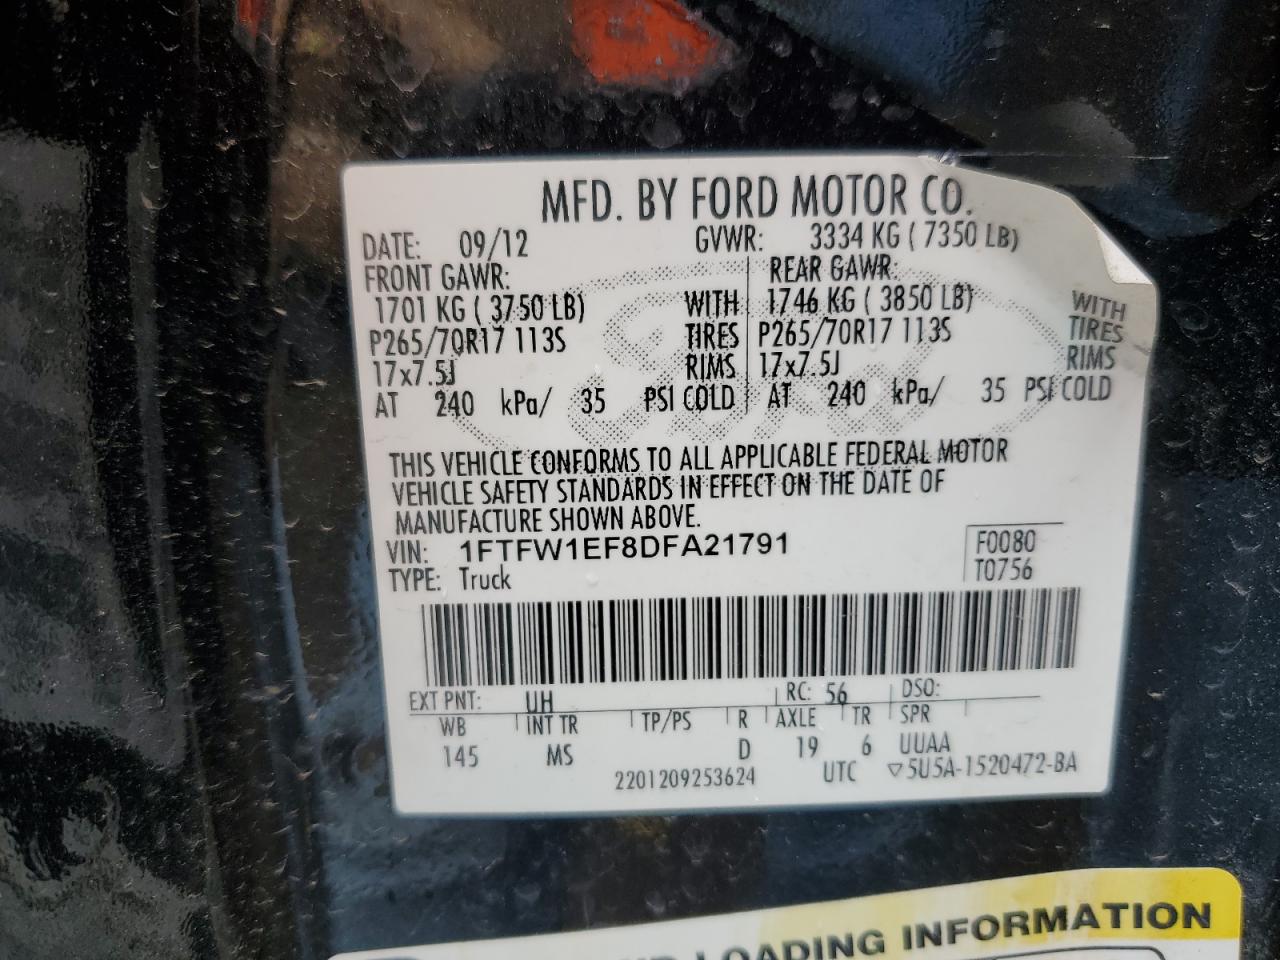 MFD. BY FORD MOTOR CO.
DATE: 09/12 GVWR: 3334 KG ( 7350 LB)
FRONT GAWR: REAR GAWR:
1701 KG ( 3750 LB) WITH 1746 KG ( 3850 LB) WITH
P265/70R17 113S TIRES P265/70R17 113S TIRES
17x7.5J RIMS 17x7.5J RIMS
AT 240 kPa/ 35 PSI COLD AT 240 kPa/ 35 PSI COLD
THIS VEHICLE CONFORMS TO ALL APPLICABLE FEDERAL MOTOR
VEHICLE SAFETY STANDARDS IN EFFECT ON THE DATE OF
MANUFACTURE SHOWN ABOVE.
VIN: 1FTFW1EF8DFA21791 F0080
TYPE: Truck T0756
EXT PNT: UH RC: 56 DSO:
WB INT TR TP/PS R AXLE TR SPR
145 MS D 19 6 UUAA
2201209253624 UTC ▽5U5A-1520472-BA
LOADING INFORMATION